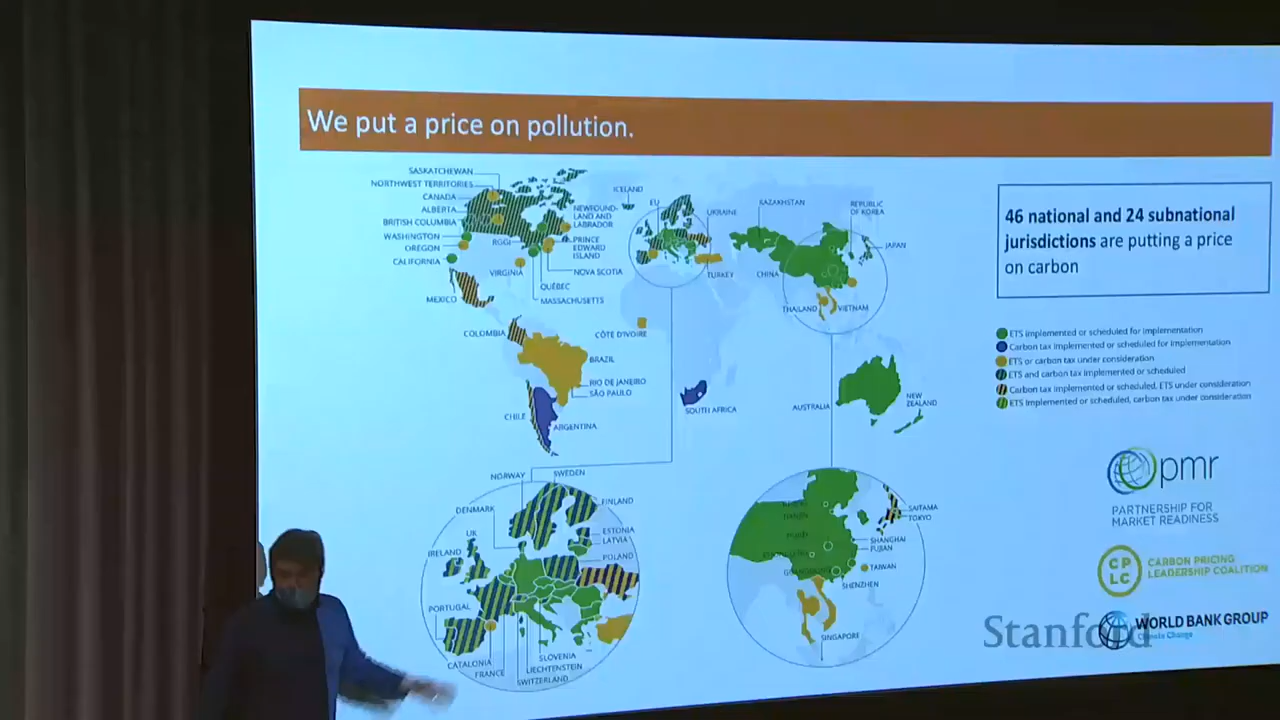 We put a price on pollution.
SASKATCHEWAN
NORTHWEST TERRITORIES
CANADA
ALBERTA
BRITISH COLUMBIA
WASHINGTON
OREGON
CALIFORNIA
MEXICO
RGGI
VIRGINIA
NEWFOUND-
LAND AND
LABRADOR
PRINCE
EDWARD
ISLAND
NOVA SCOTIA
QUÉBEC
MASSACHUSETTS
COLOMBIA
BRAZIL
RIO DE JANEIRO
SÃO PAULO
CHILE
ARGENTINA
ICELAND
EU
UKRAINE
TURKEY
CÔTE D'IVOIRE
SOUTH AFRICA
KAZAKHSTAN
REPUBLIC
OF KOREA
JAPAN
CHINA
THAILAND
VIETNAM
AUSTRALIA
NEW
ZEALAND
46 national and 24 subnational
jurisdictions are putting a price
on carbon
ETS implemented or scheduled for implementation
Carbon tax implemented or scheduled for implementation
ETS or carbon tax under consideration
ETS and carbon tax implemented or scheduled
Carbon tax implemented or scheduled, ETS under consideration
ETS implemented or scheduled, carbon tax under consideration
NORWAY
SWEDEN
DENMARK
FINLAND
UK
ESTONIA
LATVIA
IRELAND
POLAND
PORTUGAL
CATALONIA
FRANCE
SLOVENIA
LIECHTENSTEIN
SWITZERLAND
SAITAMA
TOKYO
SHANGHAI
FUJIAN
TAIWAN
SHENZHEN
SINGAPORE
pmr
PARTNERSHIP FOR
MARKET READINESS
CP
LC
CARBON PRICING
LEADERSHIP COALITION
Stanford
WORLD BANK GROUP
Climate Change